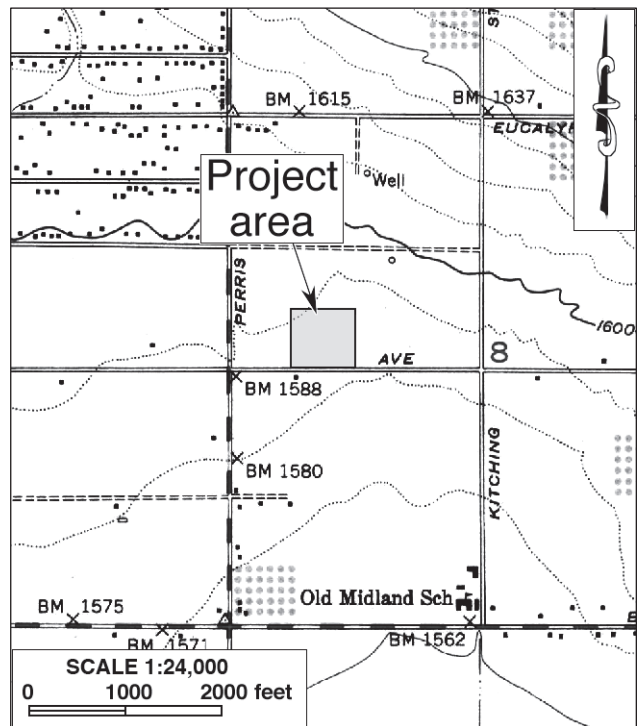 ST
BM 1615
BM 1637
EUCALY
Well
Project
area
PERRIS
1600
8
AVE
BM 1588
BM 1580
KITCHING
Old Midland Sch
BM 1575
BM 1571
BM 1562
SCALE 1:24,000
0 1000 2000 feet